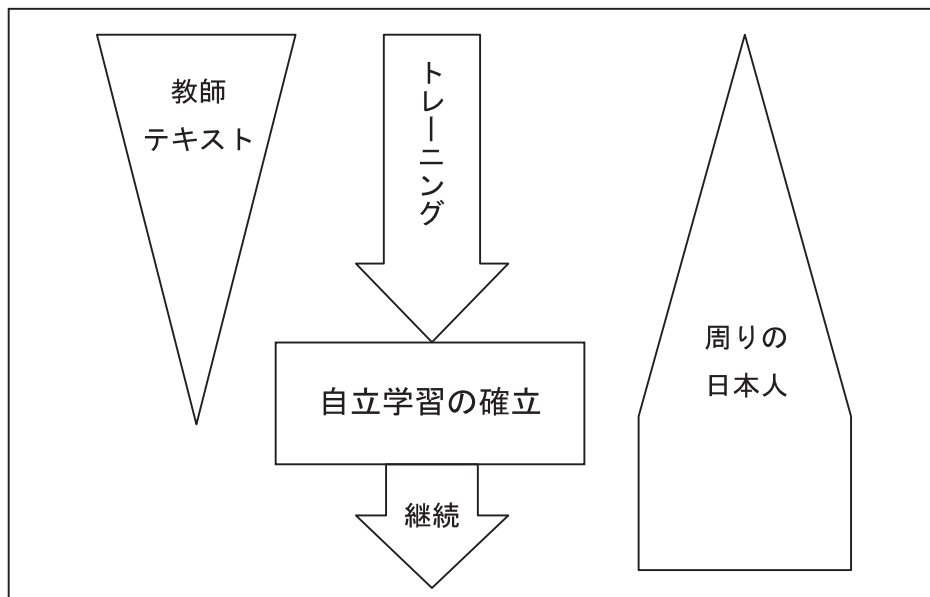 教師
テキスト
トレーニング
周りの
日本人
自立学習の確立
継続